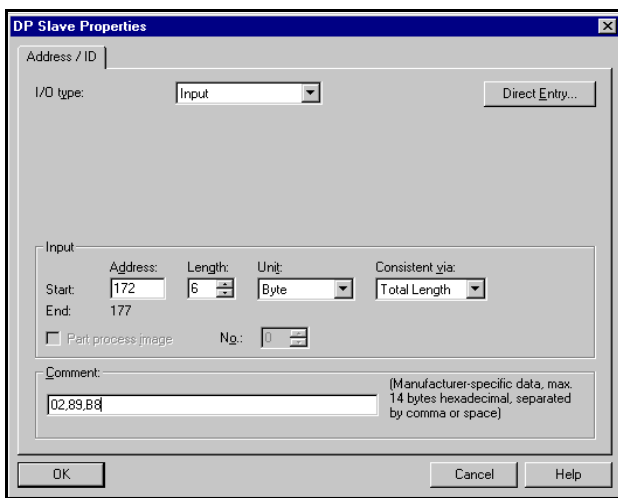 DP Slave Properties
Address / ID
I/O type: Input Direct Entry...
Input
Address: Length: Unit: Consistent via:
Start: 172 6 Byte Total Length
End: 177
Part process image No.: 0
Comment:
02,89,B8
(Manufacturer-specific data, max.
14 bytes hexadecimal, separated
by comma or space)
OK Cancel Help